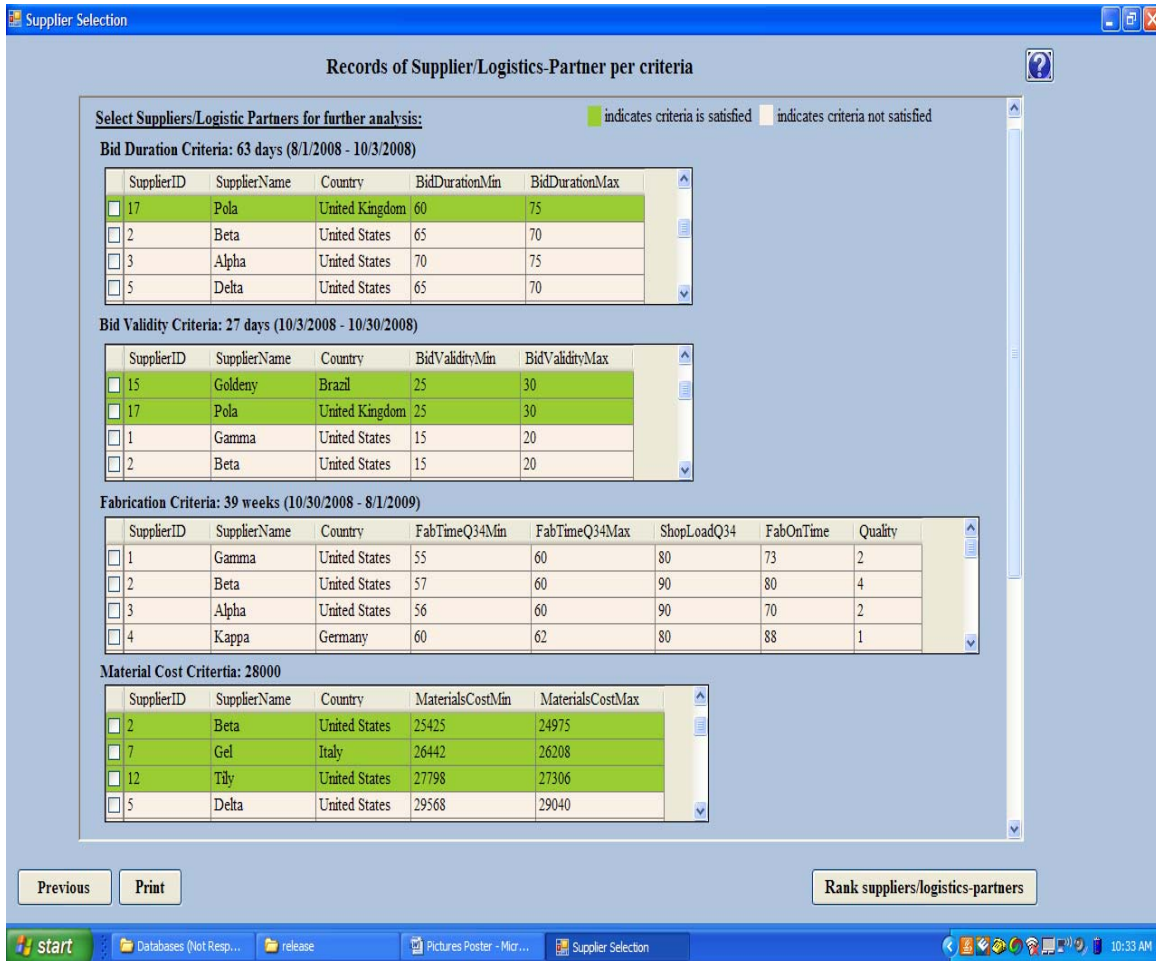 Supplier Selection
Records of Supplier/Logistics-Partner per criteria
Select Suppliers/Logistic Partners for further analysis:
indicates criteria is satisfied indicates criteria not satisfied
Bid Duration Criteria: 63 days (8/1/2008 - 10/3/2008)
SupplierID SupplierName Country BidDurationMin BidDurationMax
17 Pola United Kingdom 60 75
2 Beta United States 65 70
3 Alpha United States 70 75
5 Delta United States 65 70
Bid Validity Criteria: 27 days (10/3/2008 - 10/30/2008)
SupplierID SupplierName Country BidValidityMin BidValidityMax
15 Goldeny Brazil 25 30
17 Pola United Kingdom 25 30
1 Gamma United States 15 20
2 Beta United States 15 20
Fabrication Criteria: 39 weeks (10/30/2008 - 8/1/2009)
SupplierID SupplierName Country FabTimeQ34Min FabTimeQ34Max ShopLoadQ34 FabOnTime Quality
1 Gamma United States 55 60 80 73 2
2 Beta United States 57 60 90 80 4
3 Alpha United States 56 60 90 70 2
4 Kappa Germany 60 62 80 88 1
Material Cost Critertia: 28000
SupplierID SupplierName Country MaterialsCostMin MaterialsCostMax
2 Beta United States 25425 24975
7 Gel Italy 26442 26208
12 Tily United States 27798 27306
5 Delta United States 29568 29040
Previous Print Rank suppliers/logistics-partners
start Databases (Not Resp... release Pictures Poster - Micr... Supplier Selection 10:33 AM